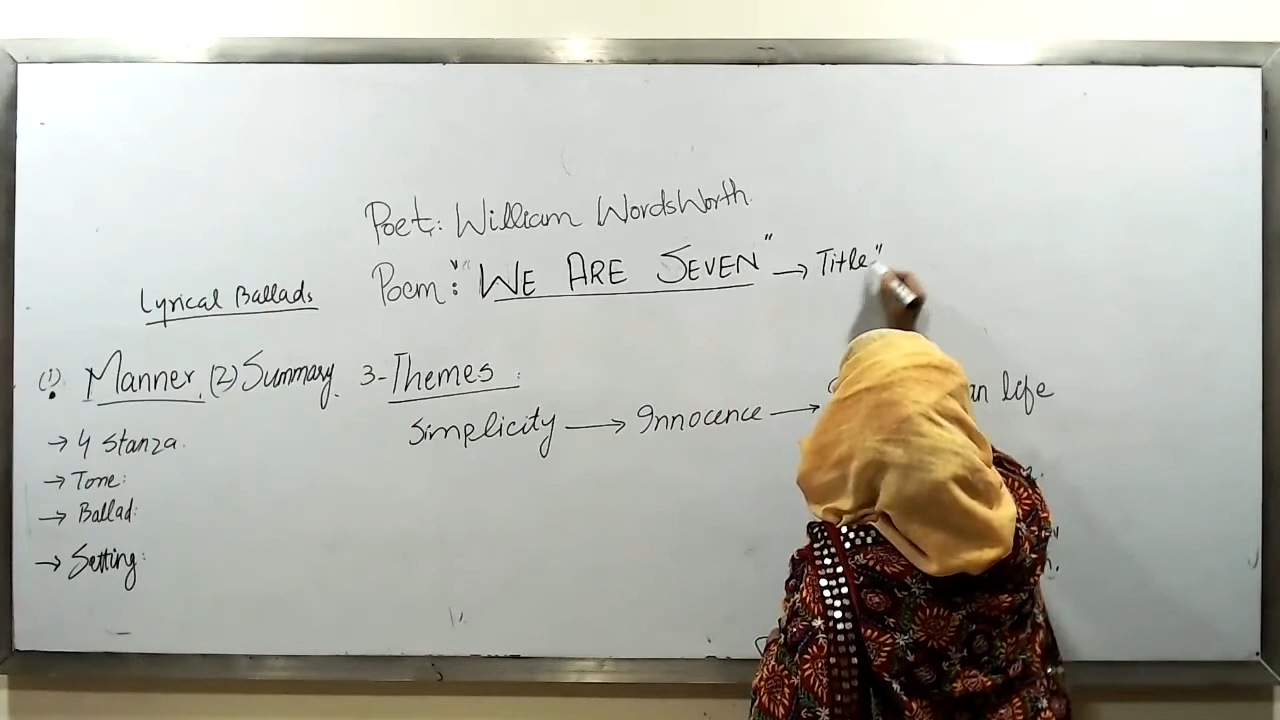 Poet: William WordsWorth.
Poem: "WE ARE SEVEN" → Title"
Lyrical Ballads
(1) Manner. (2) Summary. 3-Themes:
Simplicity → Innocence → life
→ 4 stanza.
→ Tone:
→ Ballad:
→ Setting: